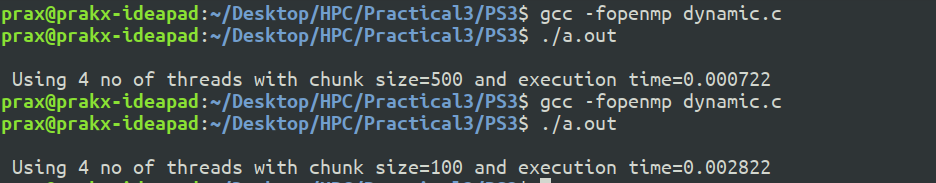 prax@prakx-ideapad:~/Desktop/HPC/Practical3/PS3$ gcc -fopenmp dynamic.c
prax@prakx-ideapad:~/Desktop/HPC/Practical3/PS3$ ./a.out
Using 4 no of threads with chunk size=500 and execution time=0.000722
prax@prakx-ideapad:~/Desktop/HPC/Practical3/PS3$ gcc -fopenmp dynamic.c
prax@prakx-ideapad:~/Desktop/HPC/Practical3/PS3$ ./a.out
Using 4 no of threads with chunk size=100 and execution time=0.002822